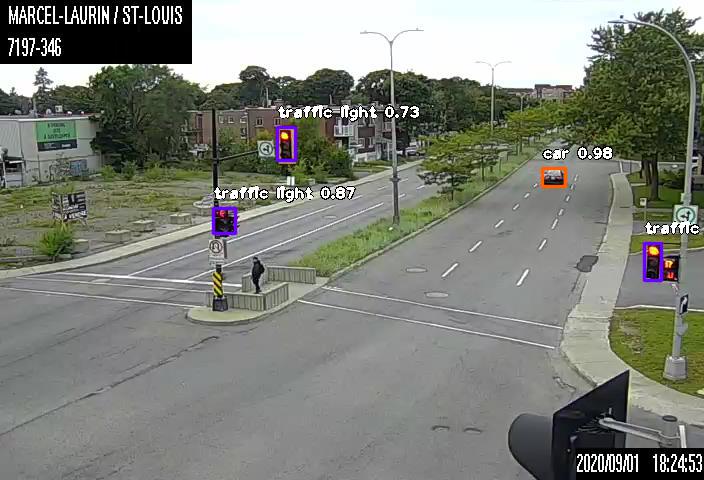 MARCEL-LAURIN / ST-LOUIS
7197-346
traffic light 0.73
car 0.98
traffic light 0.87
traffic
2020/09/01 18:24:53